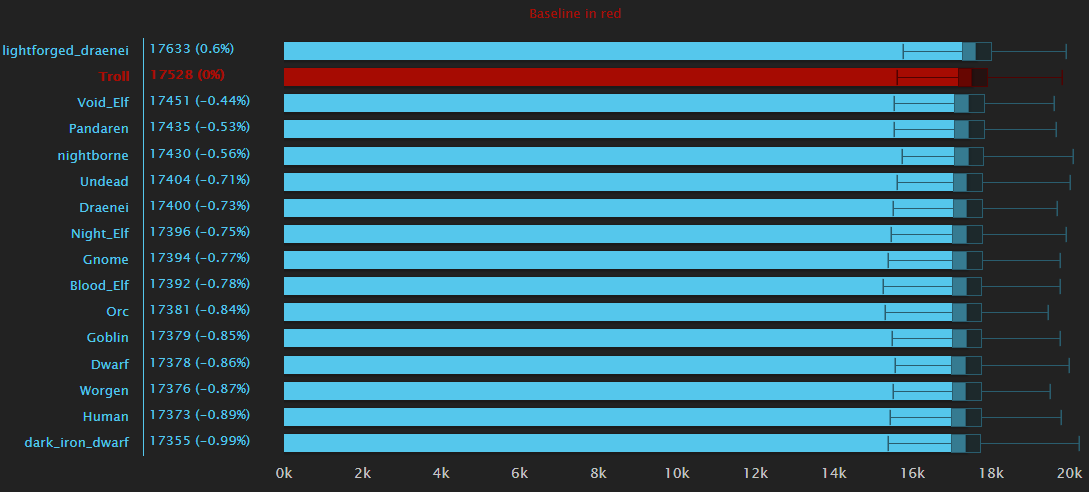 Baseline in red
lightforged_draenei 17633 (0.6%)
Troll 17528 (0%)
Void_Elf 17451 (-0.44%)
Pandaren 17435 (-0.53%)
nightborne 17430 (-0.56%)
Undead 17404 (-0.71%)
Draenei 17400 (-0.73%)
Night_Elf 17396 (-0.75%)
Gnome 17394 (-0.77%)
Blood_Elf 17392 (-0.78%)
Orc 17381 (-0.84%)
Goblin 17379 (-0.85%)
Dwarf 17378 (-0.86%)
Worgen 17376 (-0.87%)
Human 17373 (-0.89%)
dark_iron_dwarf 17355 (-0.99%)
0k 2k 4k 6k 8k 10k 12k 14k 16k 18k 20k